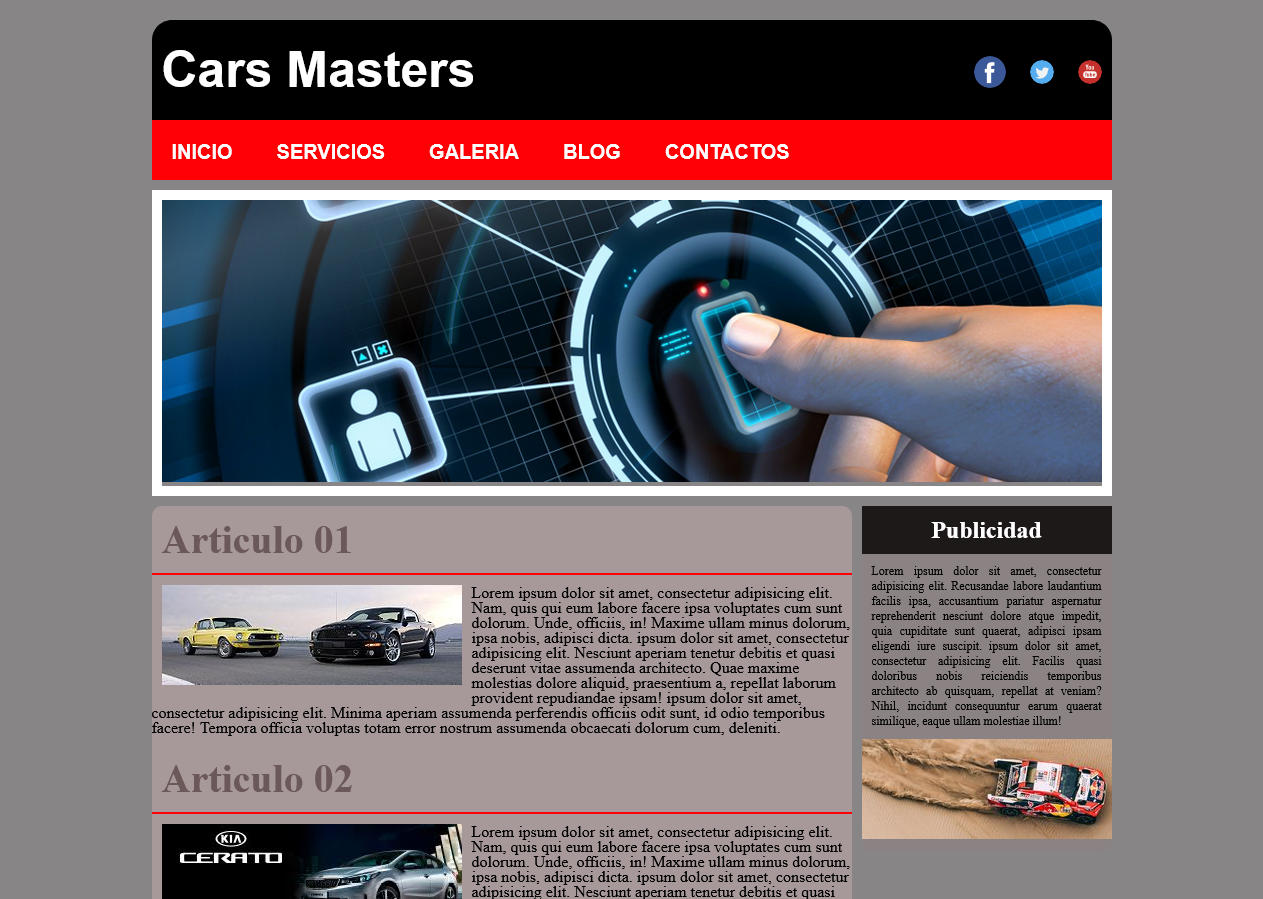 Cars Masters
You
Tube
INICIO SERVICIOS GALERIA BLOG CONTACTOS
Articulo 01
Lorem ipsum dolor sit amet, consectetur adipisicing elit.
Nam, quis qui eum labore facere ipsa voluptates cum sunt
dolorum. Unde, officiis, in! Maxime ullam minus dolorum,
ipsa nobis, adipisci dicta. ipsum dolor sit amet, consectetur
adipisicing elit. Nesciunt aperiam tenetur debitis et quasi
deserunt vitae assumenda architecto. Quae maxime
molestias dolore aliquid, praesentium a, repellat laborum
provident repudiandae ipsam! ipsum dolor sit amet,
consectetur adipisicing elit. Minima aperiam assumenda perferendis officiis odit sunt, id odio temporibus
facere! Tempora officia voluptas totam error nostrum assumenda obcaecati dolorum cum, deleniti.
Articulo 02
KIA
CERATO
Lorem ipsum dolor sit amet, consectetur adipisicing elit.
Nam, quis qui eum labore facere ipsa voluptates cum sunt
dolorum. Unde, officiis, in! Maxime ullam minus dolorum,
ipsa nobis, adipisci dicta. ipsum dolor sit amet, consectetur
adipisicing elit. Nesciunt aperiam tenetur debitis et quasi
Publicidad
Lorem ipsum dolor sit amet, consectetur
adipisicing elit. Recusandae labore laudantium
facilis ipsa, accusantium pariatur aspernatur
reprehenderit nesciunt dolore atque impedit,
quia cupiditate sunt quaerat, adipisci ipsam
eligendi iure suscipit. ipsum dolor sit amet,
consectetur adipisicing elit. Facilis quasi
doloribus nobis reiciendis temporibus
architecto ab quisquam, repellat at veniam?
Nihil, incidunt consequuntur earum quaerat
similique, eaque ullam molestiae illum!